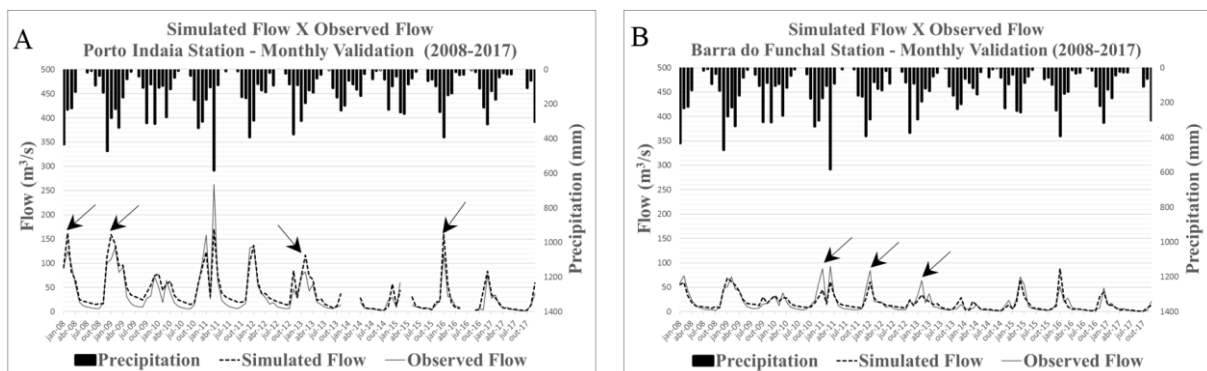 A
Simulated Flow X Observed Flow
Porto Indaia Station - Monthly Validation (2008-2017)
Flow (m³/s)
500
450
400
350
300
250
200
150
100
50
0
Precipitation (mm)
0
200
400
600
800
1000
1200
1400
jan-08
abr-08
jul-08
out-08
jan-09
abr-09
jul-09
out-09
jan-10
abr-10
jul-10
out-10
jan-11
abr-11
jul-11
out-11
jan-12
abr-12
jul-12
out-12
jan-13
abr-13
jul-13
out-13
jan-14
abr-14
jul-14
out-14
jan-15
abr-15
jul-15
out-15
jan-16
abr-16
jul-16
out-16
jan-17
abr-17
jul-17
out-17
Precipitation Simulated Flow Observed Flow
B
Simulated Flow X Observed Flow
Barra do Funchal Station - Monthly Validation (2008-2017)
Flow (m³/s)
500
450
400
350
300
250
200
150
100
50
0
Precipitation (mm)
0
200
400
600
800
1000
1200
1400
jan-08
abr-08
jul-08
out-08
jan-09
abr-09
jul-09
out-09
jan-10
abr-10
jul-10
out-10
jan-11
abr-11
jul-11
out-11
jan-12
abr-12
jul-12
out-12
jan-13
abr-13
jul-13
out-13
jan-14
abr-14
jul-14
out-14
jan-15
abr-15
jul-15
out-15
jan-16
abr-16
jul-16
out-16
jan-17
abr-17
jul-17
out-17
Precipitation Simulated Flow Observed Flow